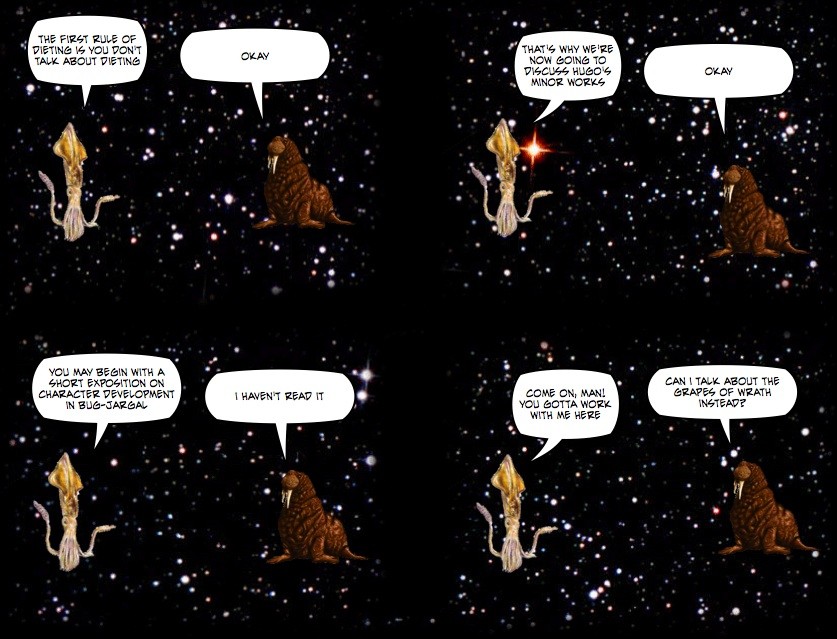 THE FIRST RULE OF
DIETING IS YOU DON'T
TALK ABOUT DIETING
OKAY
THAT'S WHY WE'RE
NOW GOING TO
DISCUSS HUGO'S
MINOR WORKS
OKAY
YOU MAY BEGIN WITH A
SHORT EXPOSITION ON
CHARACTER DEVELOPMENT
IN BUG-JARGAL
I HAVEN'T READ IT
COME ON, MAN!
YOU GOTTA WORK
WITH ME HERE
CAN I TALK ABOUT THE
GRAPES OF WRATH
INSTEAD?